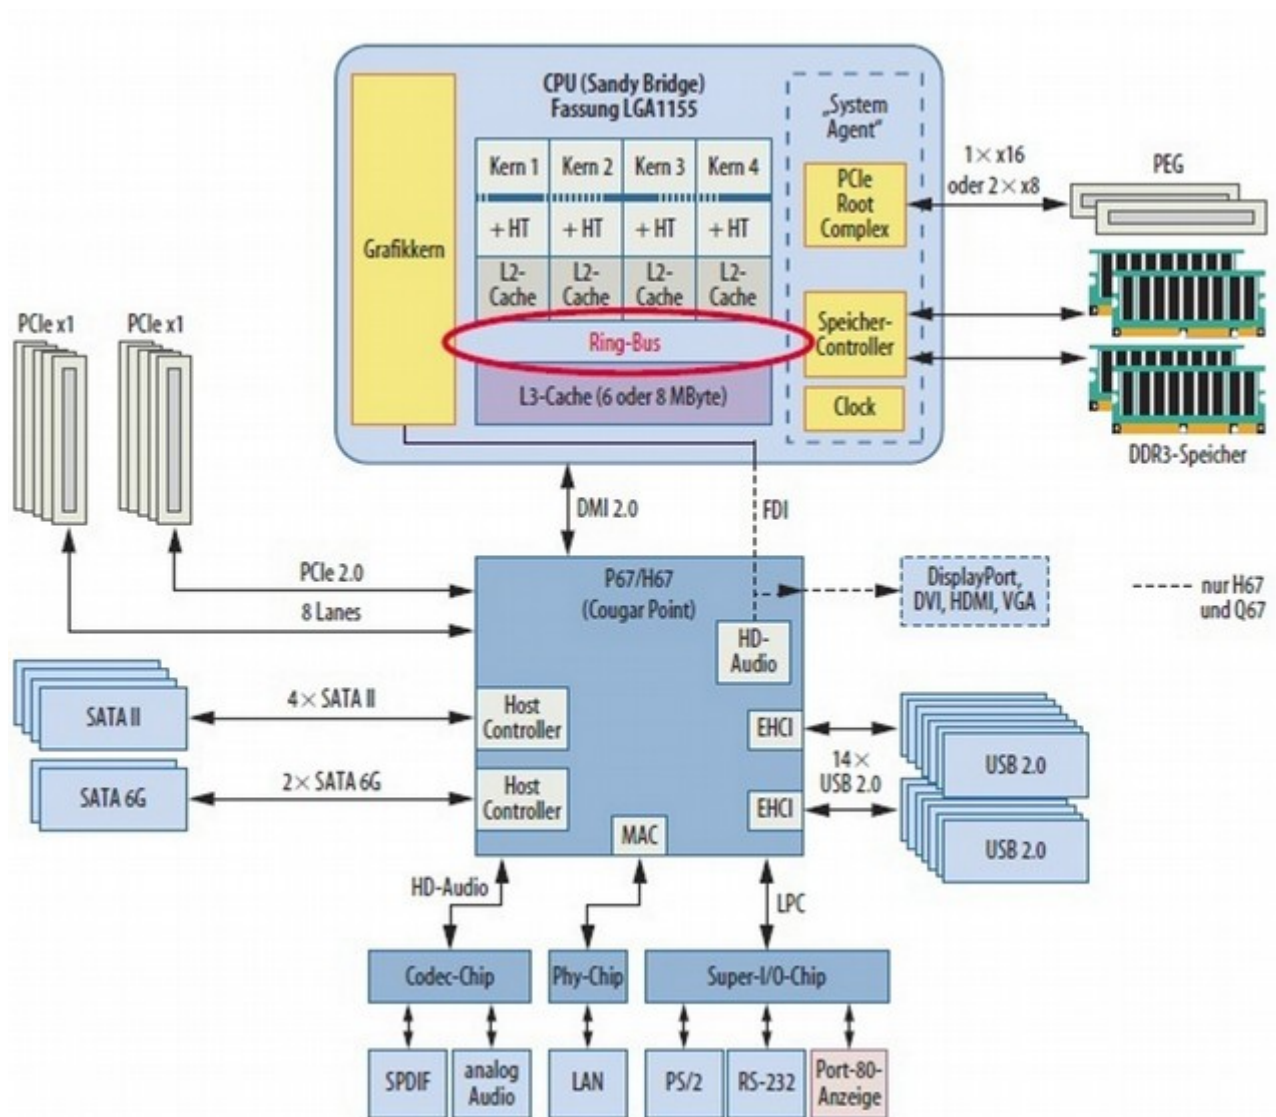 CPU (Sandy Bridge)
Fassung LGA1155
Grafikkern
Kern 1
Kern 2
Kern 3
Kern 4
+ HT
+ HT
+ HT
+ HT
L2-
Cache
L2-
Cache
L2-
Cache
L2-
Cache
Ring-Bus
L3-Cache (6 oder 8 MByte)
„System
Agent“
PCIe
Root
Complex
Speicher-
Controller
Clock
1× x16
oder 2× x8
PEG
DDR3-Speicher
PCIe x1
PCIe x1
DMI 2.0
FDI
PCIe 2.0
8 Lanes
P67/H67
(Cougar Point)
HD-
Audio
DisplayPort,
DVI, HDMI, VGA
nur H67
und Q67
SATA II
4× SATA II
Host
Controller
SATA 6G
2× SATA 6G
Host
Controller
EHCI
14×
USB 2.0
EHCI
USB 2.0
USB 2.0
MAC
HD-Audio
LPC
Codec-Chip
Phy-Chip
Super-I/O-Chip
SPDIF
analog
Audio
LAN
PS/2
RS-232
Port-80-
Anzeige